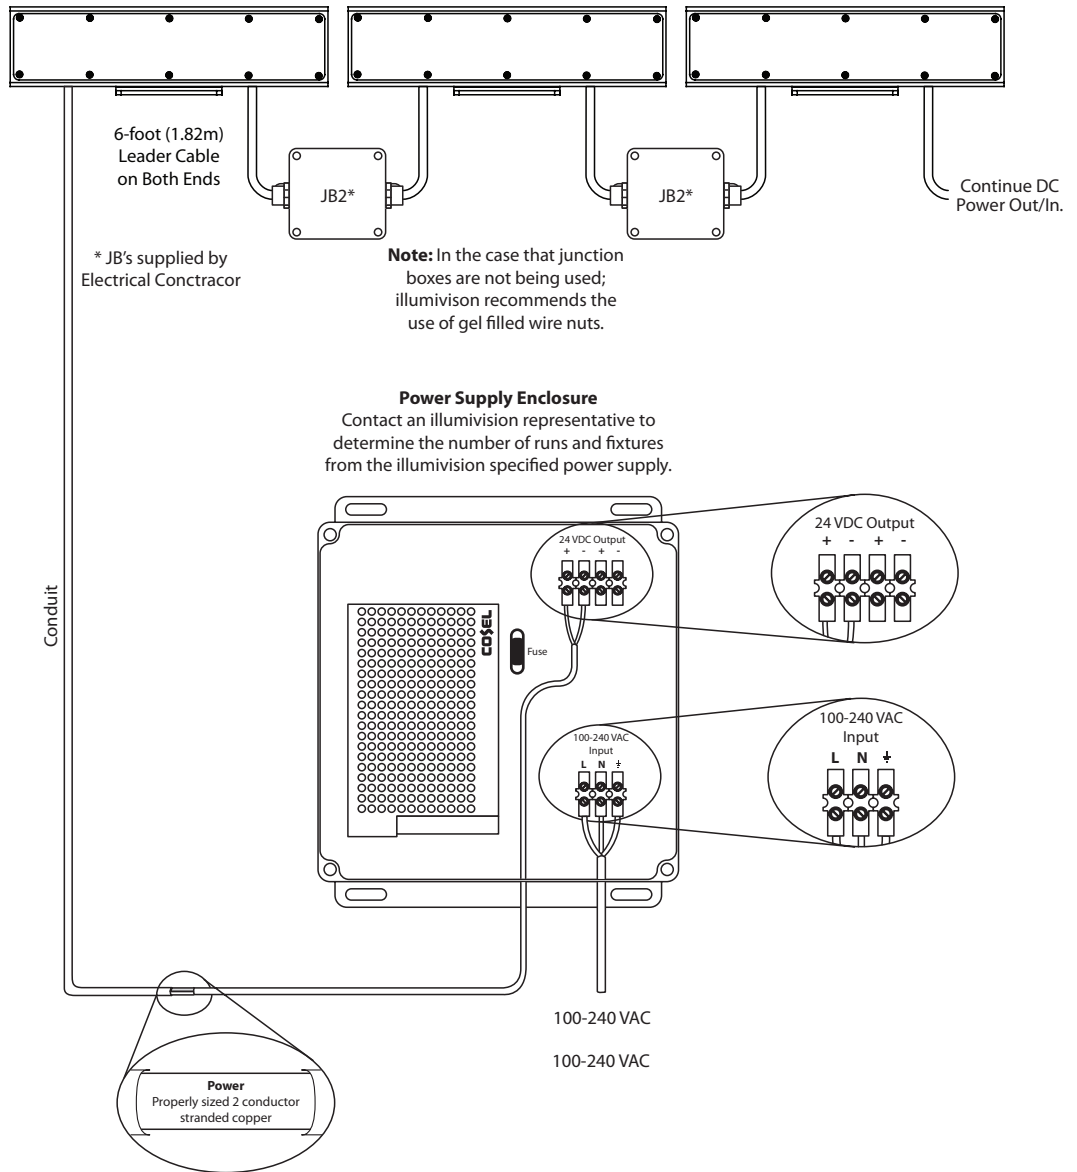 6-foot (1.82m)
Leader Cable
on Both Ends
JB2*
JB2*
Continue DC
Power Out/In.
* JB's supplied by
Electrical Conctracor
Note: In the case that junction
boxes are not being used;
illumivison recommends the
use of gel filled wire nuts.
Power Supply Enclosure
Contact an illumivision representative to
determine the number of runs and fixtures
from the illumivision specified power supply.
24 VDC Output
+ - + -
24 VDC Output
+ - + -
Conduit
COSEL
Fuse
100-240 VAC
Input
L N ⏚
100-240 VAC
Input
L N ⏚
100-240 VAC
100-240 VAC
Power
Properly sized 2 conductor
stranded copper